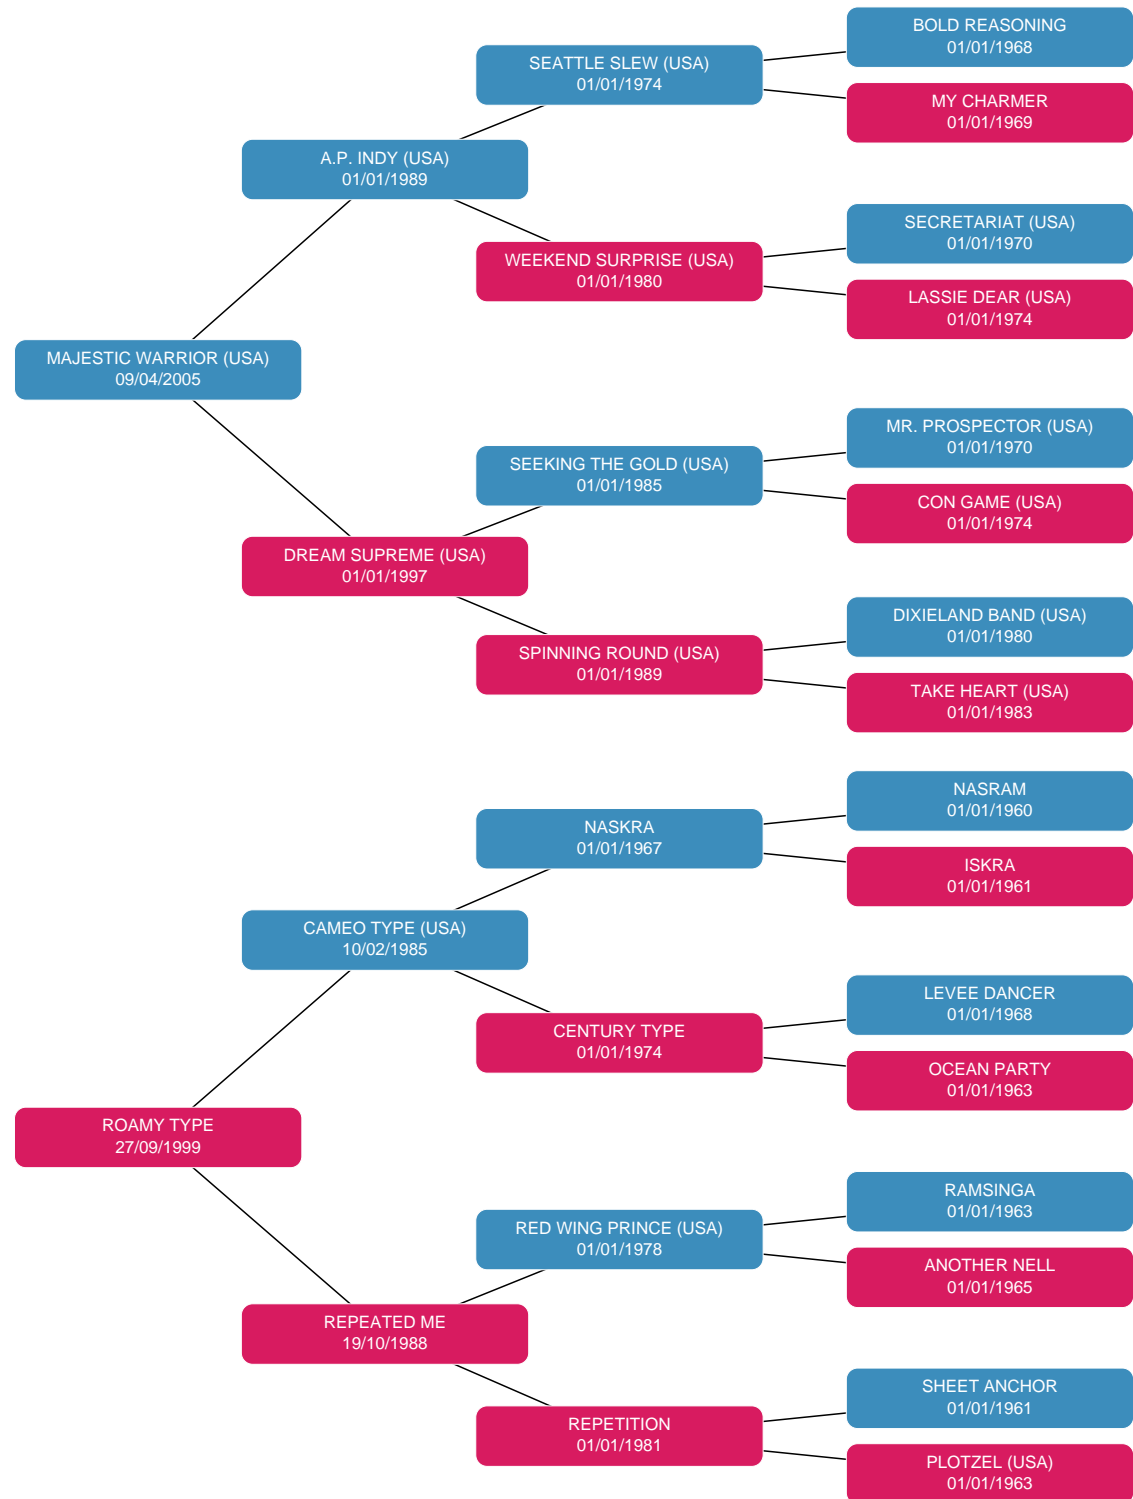 BOLD REASONING
01/01/1968
SEATTLE SLEW (USA)
01/01/1974
MY CHARMER
01/01/1969
A.P. INDY (USA)
01/01/1989
SECRETARIAT (USA)
01/01/1970
WEEKEND SURPRISE (USA)
01/01/1980
LASSIE DEAR (USA)
01/01/1974
MAJESTIC WARRIOR (USA)
09/04/2005
MR. PROSPECTOR (USA)
01/01/1970
SEEKING THE GOLD (USA)
01/01/1985
CON GAME (USA)
01/01/1974
DREAM SUPREME (USA)
01/01/1997
DIXIELAND BAND (USA)
01/01/1980
SPINNING ROUND (USA)
01/01/1989
TAKE HEART (USA)
01/01/1983
NASRAM
01/01/1960
NASKRA
01/01/1967
ISKRA
01/01/1961
CAMEO TYPE (USA)
10/02/1985
LEVEE DANCER
01/01/1968
CENTURY TYPE
01/01/1974
OCEAN PARTY
01/01/1963
ROAMY TYPE
27/09/1999
RAMSINGA
01/01/1963
RED WING PRINCE (USA)
01/01/1978
ANOTHER NELL
01/01/1965
REPEATED ME
19/10/1988
SHEET ANCHOR
01/01/1961
REPETITION
01/01/1981
PLOTZEL (USA)
01/01/1963